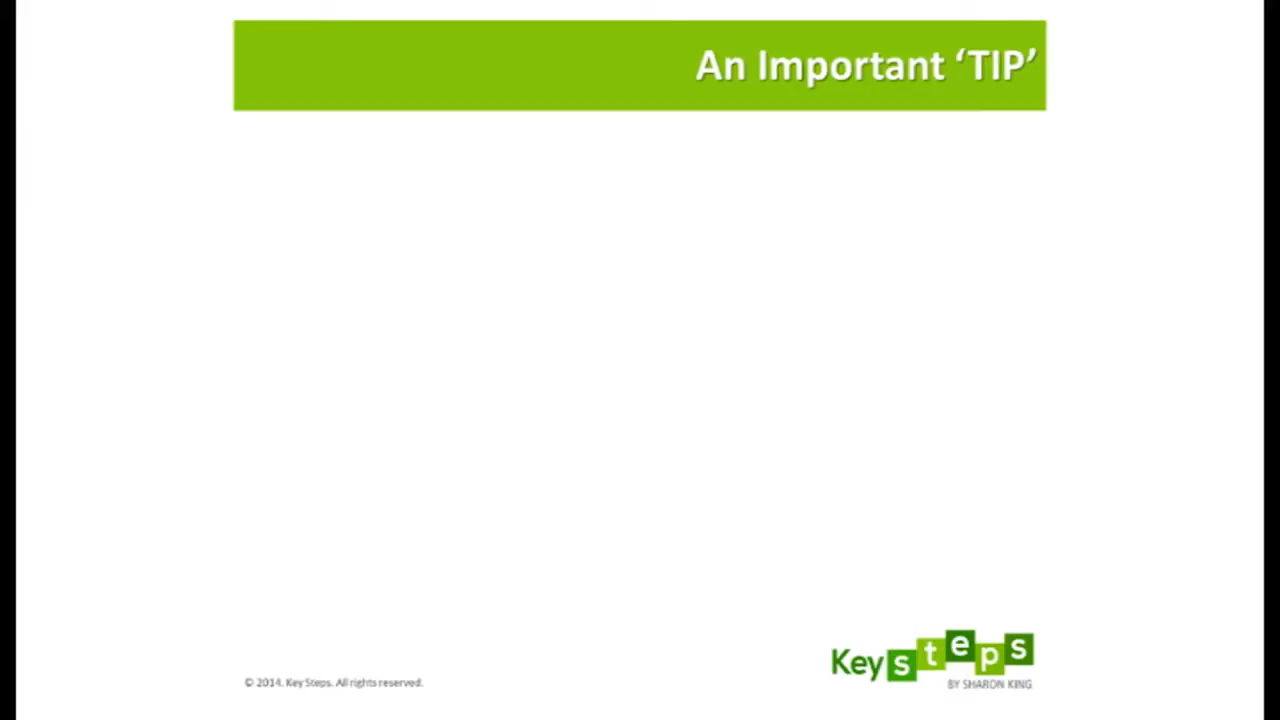 An Important ‘TIP’
Key steps
BY SHARON KING
© 2014. Key Steps. All rights reserved.